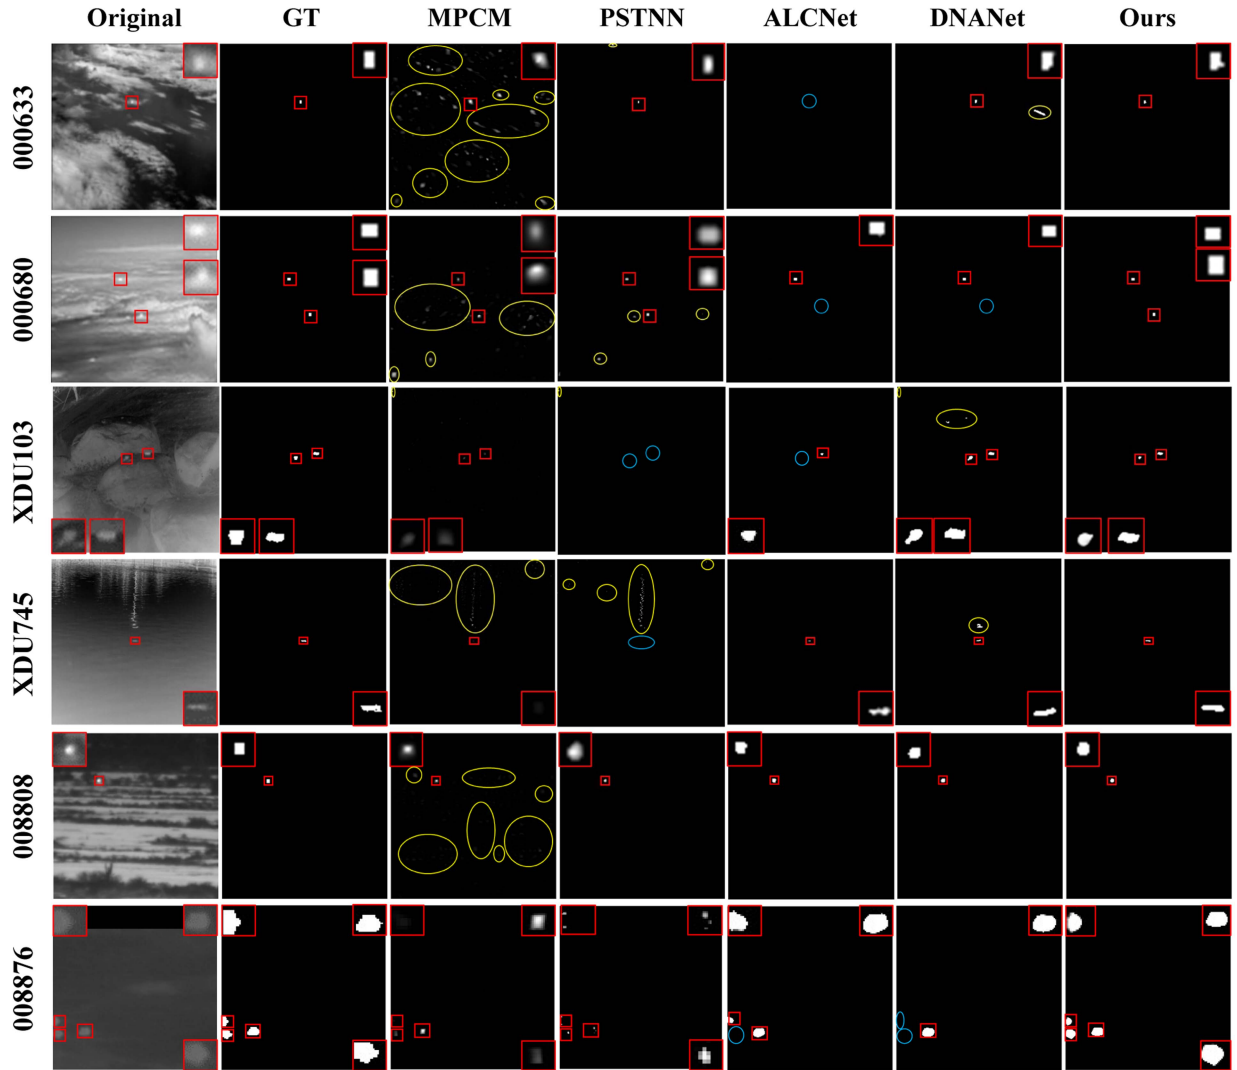 Original GT MPCM PSTNN ALCNet DNANet Ours
000633
000680
XDU103
XDU745
008808
008876